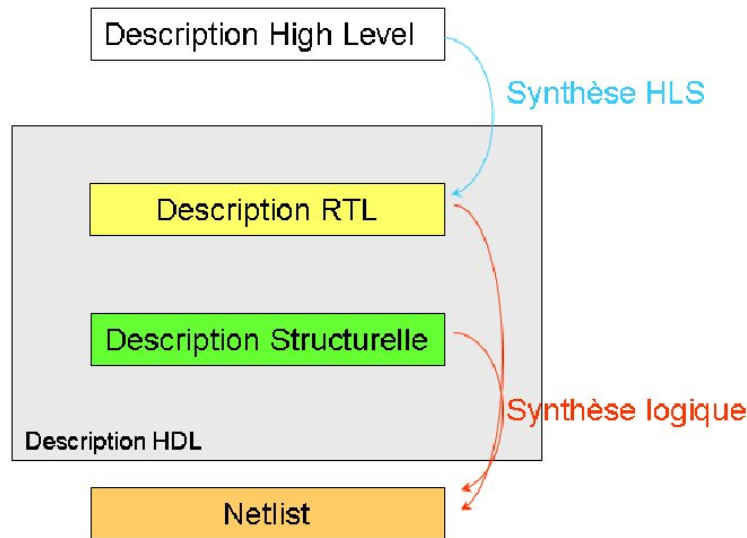 Description High Level
Synthèse HLS
Description RTL
Description Structurelle
Synthèse logique
Description HDL
Netlist